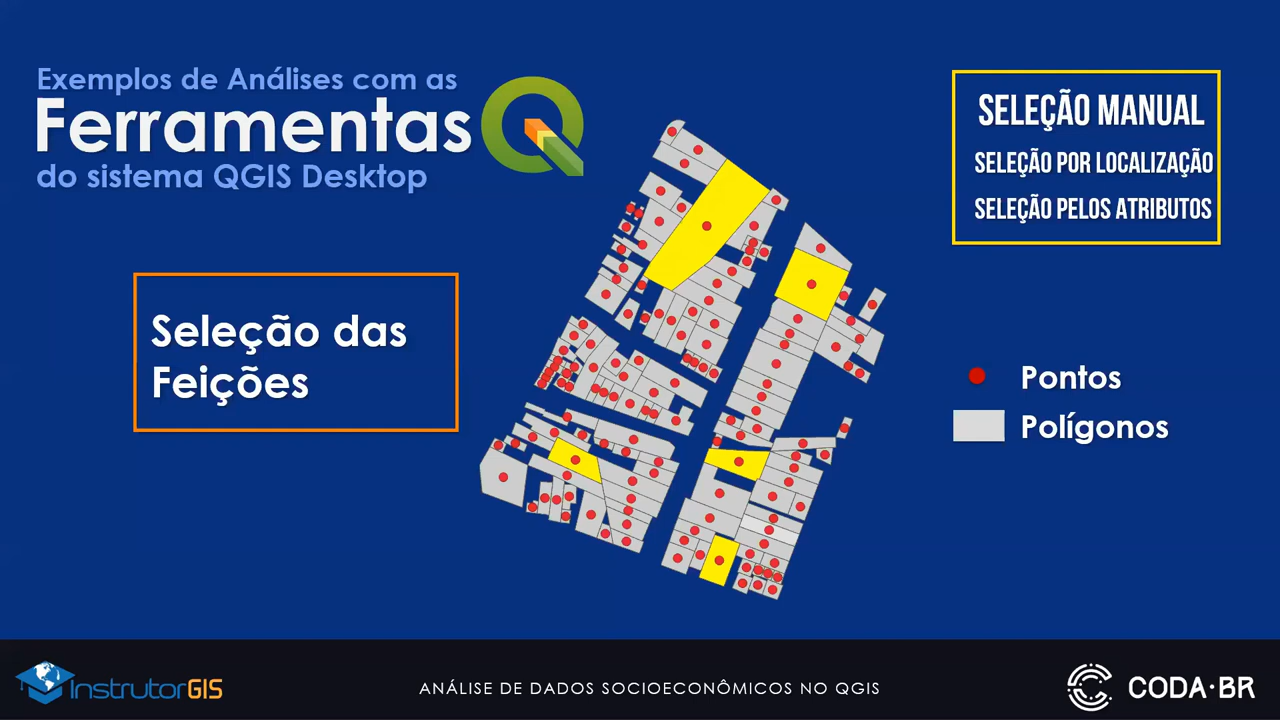 Exemplos de Análises com as
Ferramentas
do sistema QGIS Desktop
SELEÇÃO MANUAL
SELEÇÃO POR LOCALIZAÇÃO
SELEÇÃO PELOS ATRIBUTOS
Seleção das
Feições
Pontos
Polígonos
InstrutorGIS
ANÁLISE DE DADOS SOCIOECONÔMICOS NO QGIS
CODA·BR